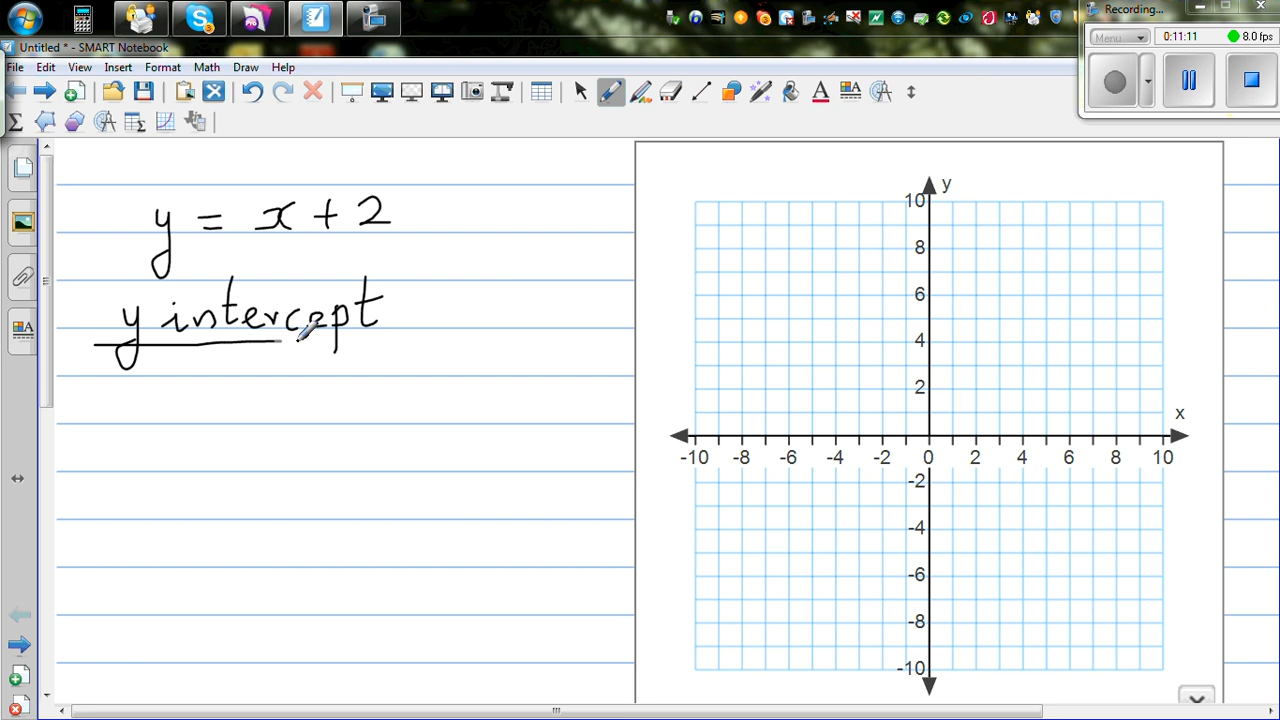 Recording...
Menu
0:11:11
8.0 fps
Untitled * - SMART Notebook
File Edit View Insert Format Math Draw Help
y = x + 2
y intercept
y
10
8
6
4
2
x
-10 -8 -6 -4 -2 0 2 4 6 8 10
-2
-4
-6
-8
-10